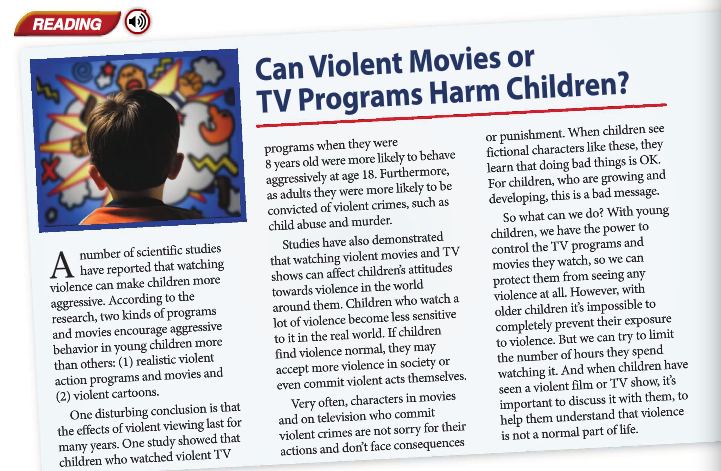 READING
Can Violent Movies or
TV Programs Harm Children?
A number of scientific studies
have reported that watching
violence can make children more
aggressive. According to the
research, two kinds of programs
and movies encourage aggressive
behavior in young children more
than others: (1) realistic violent
action programs and movies and
(2) violent cartoons.
One disturbing conclusion is that
the effects of violent viewing last for
many years. One study showed that
children who watched violent TV
programs when they were
8 years old were more likely to behave
aggressively at age 18. Furthermore,
as adults they were more likely to be
convicted of violent crimes, such as
child abuse and murder.
Studies have also demonstrated
that watching violent movies and TV
shows can affect children's attitudes
towards violence in the world
around them. Children who watch a
lot of violence become less sensitive
to it in the real world. If children
find violence normal, they may
accept more violence in society or
even commit violent acts themselves.
Very often, characters in movies
and on television who commit
violent crimes are not sorry for their
actions and don't face consequences
or punishment. When children see
fictional characters like these, they
learn that doing bad things is OK.
For children, who are growing and
developing, this is a bad message.
So what can we do? With young
children, we have the power to
control the TV programs and
movies they watch, so we can
protect them from seeing any
violence at all. However, with
older children it's impossible to
completely prevent their exposure
to violence. But we can try to limit
the number of hours they spend
watching it. And when children have
seen a violent film or TV show, it's
important to discuss it with them, to
help them understand that violence
is not a normal part of life.